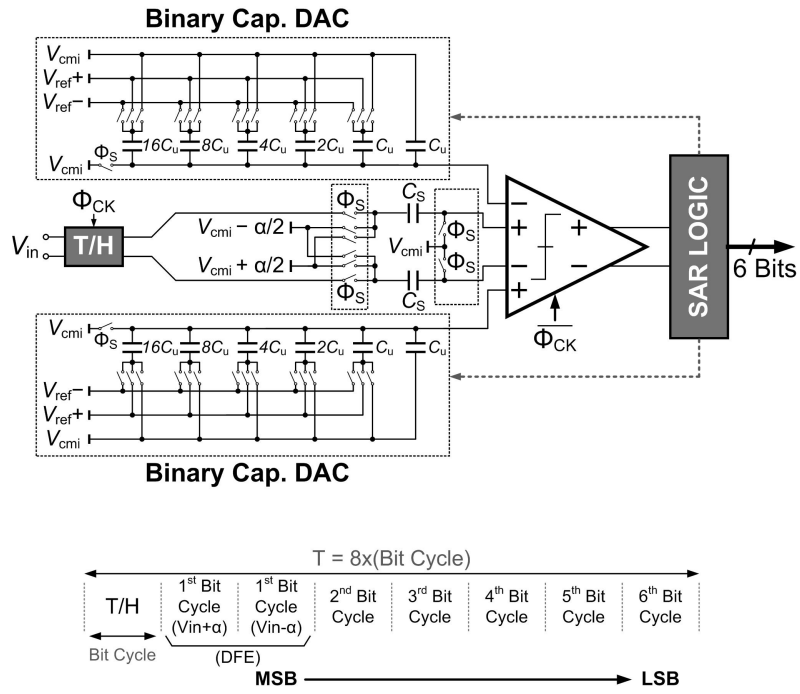 Binary Cap. DAC
Vcmi
Vref+
Vref−
16Cu 8Cu 4Cu 2Cu Cu Cu
Vcmi ΦS
ΦCK
Vin T/H
Vcmi − α/2
Vcmi + α/2
ΦS
ΦS
CS
CS
Vcmi
ΦS
ΦS
− + − +
+ −
ΦCK
SAR LOGIC
6 Bits
Vcmi ΦS
16Cu 8Cu 4Cu 2Cu Cu Cu
Vref−
Vref+
Vcmi
Binary Cap. DAC
T = 8x(Bit Cycle)
T/H
Bit Cycle
1st Bit
Cycle
(Vin+α)
1st Bit
Cycle
(Vin-α)
(DFE)
2nd Bit
Cycle
3rd Bit
Cycle
4th Bit
Cycle
5th Bit
Cycle
6th Bit
Cycle
MSB
LSB